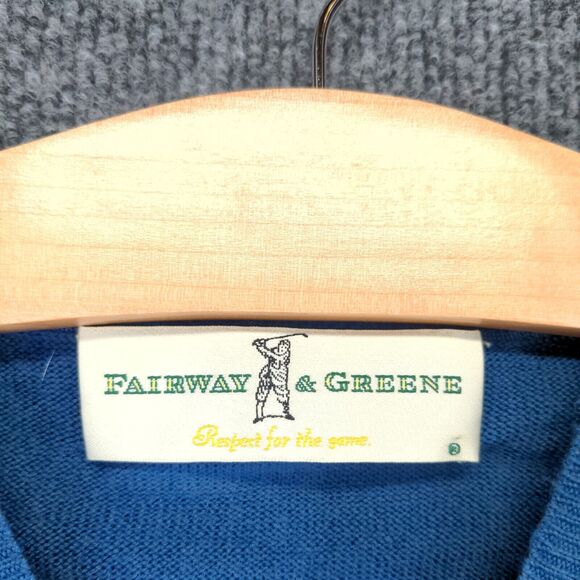 FAIRWAY & GREENE
Respect for the game.
®